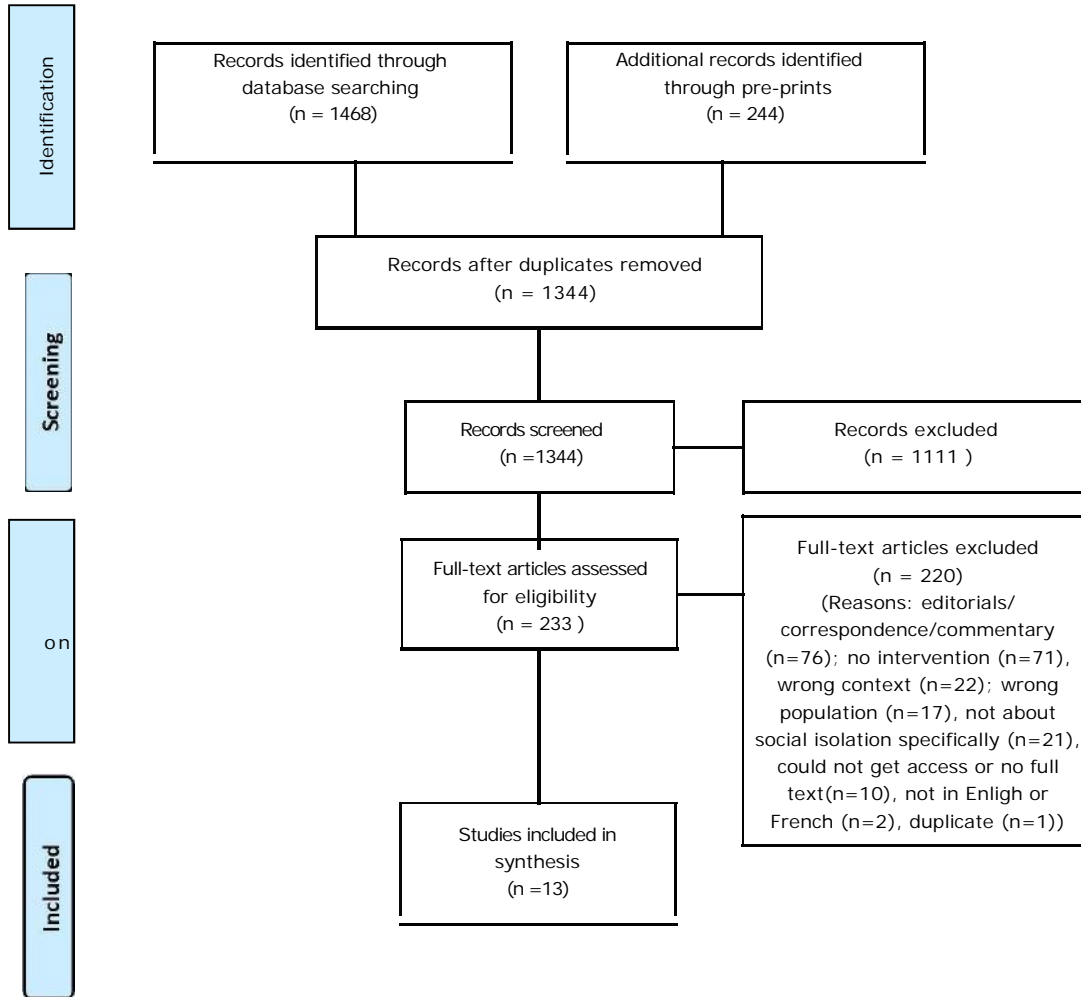 Identification
Records identified through
database searching
(n = 1468)
Additional records identified
through pre-prints
(n = 244)
Records after duplicates removed
(n = 1344)
Screening
Records screened
(n =1344)
Records excluded
(n = 1111 )
on
Full-text articles assessed
for eligibility
(n = 233 )
Full-text articles excluded
(n = 220)
(Reasons: editorials/
correspondence/commentary
(n=76); no intervention (n=71),
wrong context (n=22); wrong
population (n=17), not about
social isolation specifically (n=21),
could not get access or no full
text(n=10), not in Enligh or
French (n=2), duplicate (n=1))
Included
Studies included in
synthesis
(n =13)